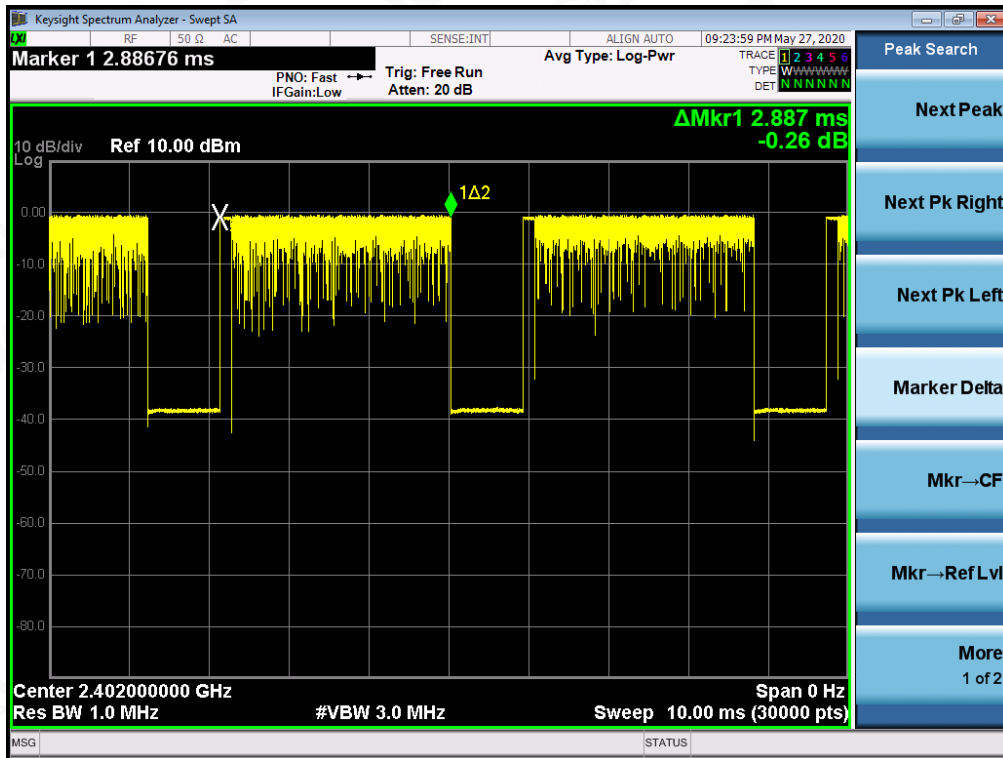 Keysight Spectrum Analyzer - Swept SA
LXI RF 50 Ω AC SENSE:INT ALIGN AUTO 09:23:59 PM May 27, 2020
Marker 1 2.88676 ms
PNO: Fast
IFGain:Low
Trig: Free Run
Atten: 20 dB
Avg Type: Log-Pwr
TRACE 1 2 3 4 5 6
TYPE WWWWWW
DET N N N N N N
Peak Search
Next Peak
Next Pk Right
Next Pk Left
Marker Delta
Mkr→CF
Mkr→Ref Lvl
More
1 of 2
ΔMkr1 2.887 ms
-0.26 dB
10 dB/div Ref 10.00 dBm
Log
1Δ2
0.00
-10.0
-20.0
-30.0
-40.0
-50.0
-60.0
-70.0
-80.0
Center 2.402000000 GHz Span 0 Hz
Res BW 1.0 MHz #VBW 3.0 MHz Sweep 10.00 ms (30000 pts)
MSG STATUS